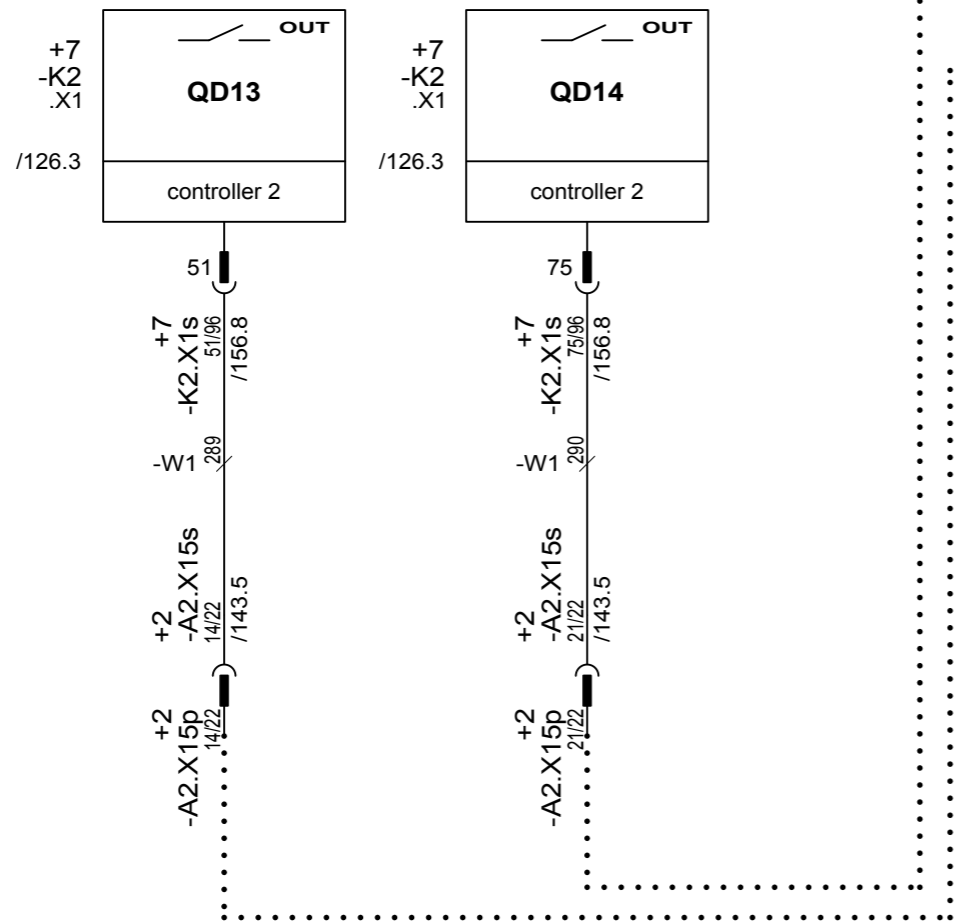 OUT
+7
-K2
.X1
QD13
/126.3
controller 2
51
+7
-K2.X1s
51/96
/156.8
-W1
289
+2
-A2.X15s
14/22
/143.5
+2
-A2.X15p
14/22
OUT
+7
-K2
.X1
QD14
/126.3
controller 2
75
+7
-K2.X1s
75/96
/156.8
-W1
290
+2
-A2.X15s
21/22
/143.5
+2
-A2.X15p
21/22